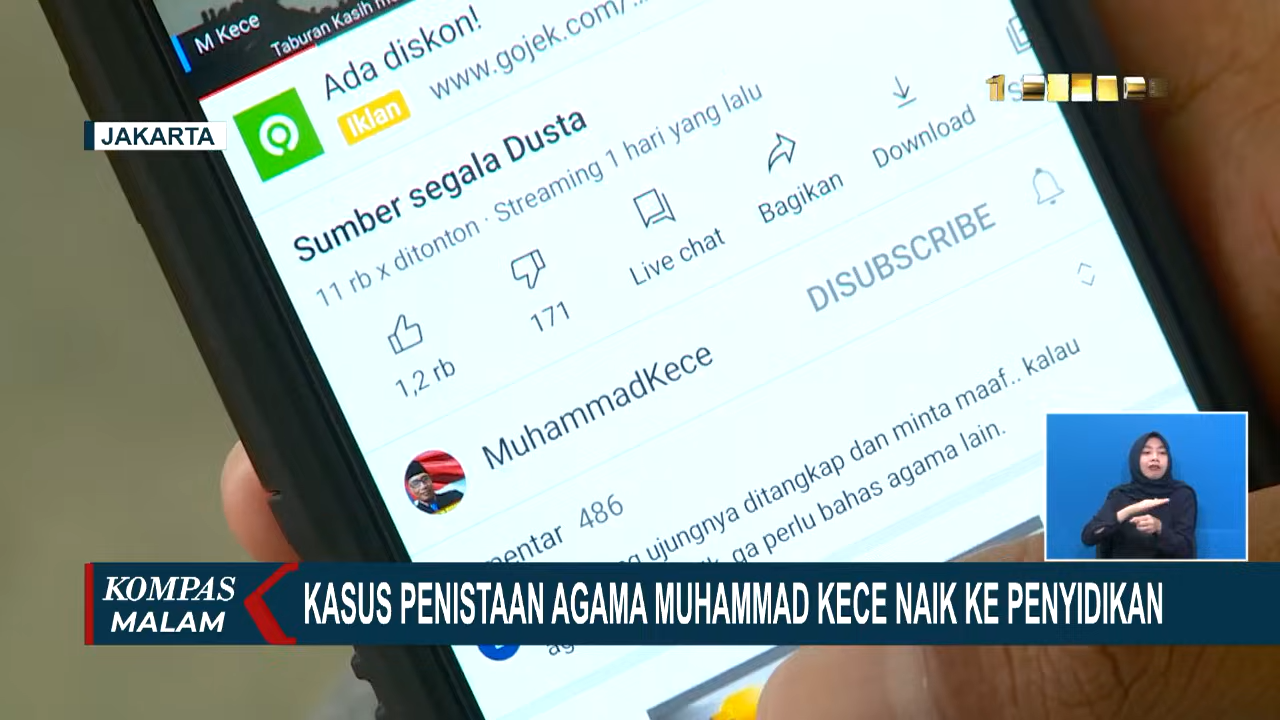 M Kece
Taburan Kasih
Ada diskon!
Iklan
www.gojek.com/...
JAKARTA
Sumber segala Dusta
11 rb x ditonton · Streaming 1 hari yang lalu
1,2 rb
171
Live chat
Bagikan
Download
MuhammadKece
DISUBSCRIBE
mentar 486
ujungnya ditangkap dan minta maaf.. kalau
ga perlu bahas agama lain.
KOMPAS
MALAM
KASUS PENISTAAN AGAMA MUHAMMAD KECE NAIK KE PENYIDIKAN